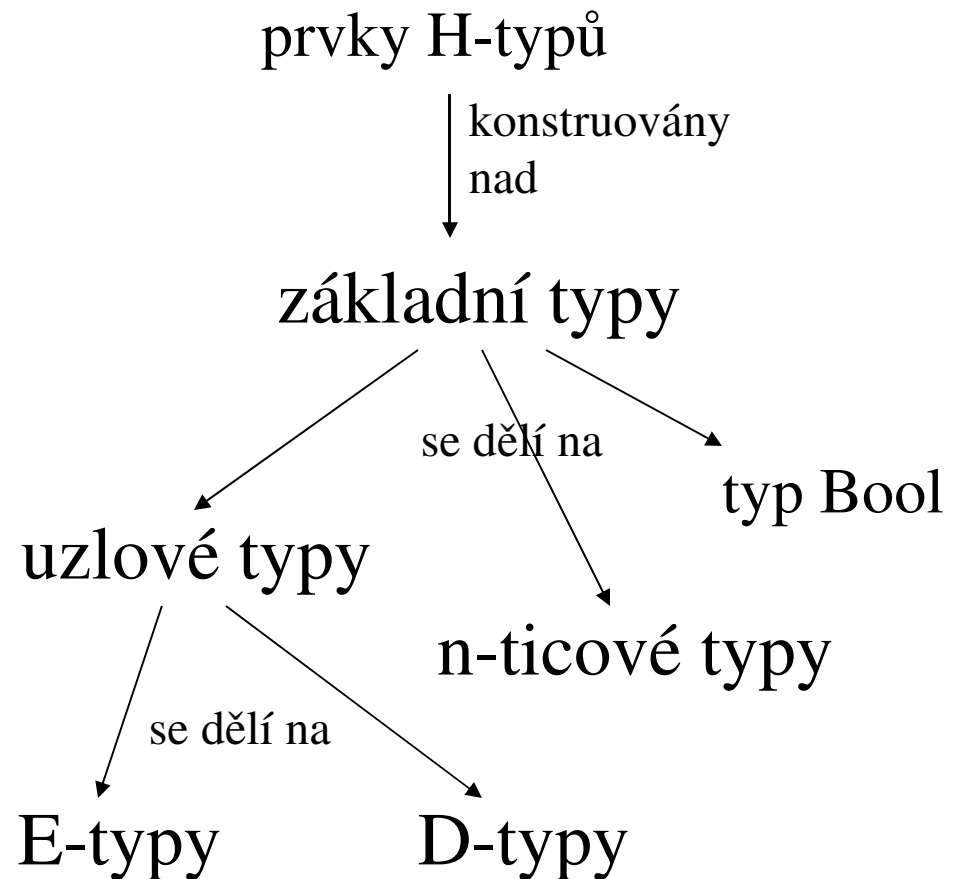 prvky H-typů
konstruovány
nad
základní typy
se dělí na
typ Bool
uzlové typy
n-ticové typy
se dělí na
E-typy
D-typy